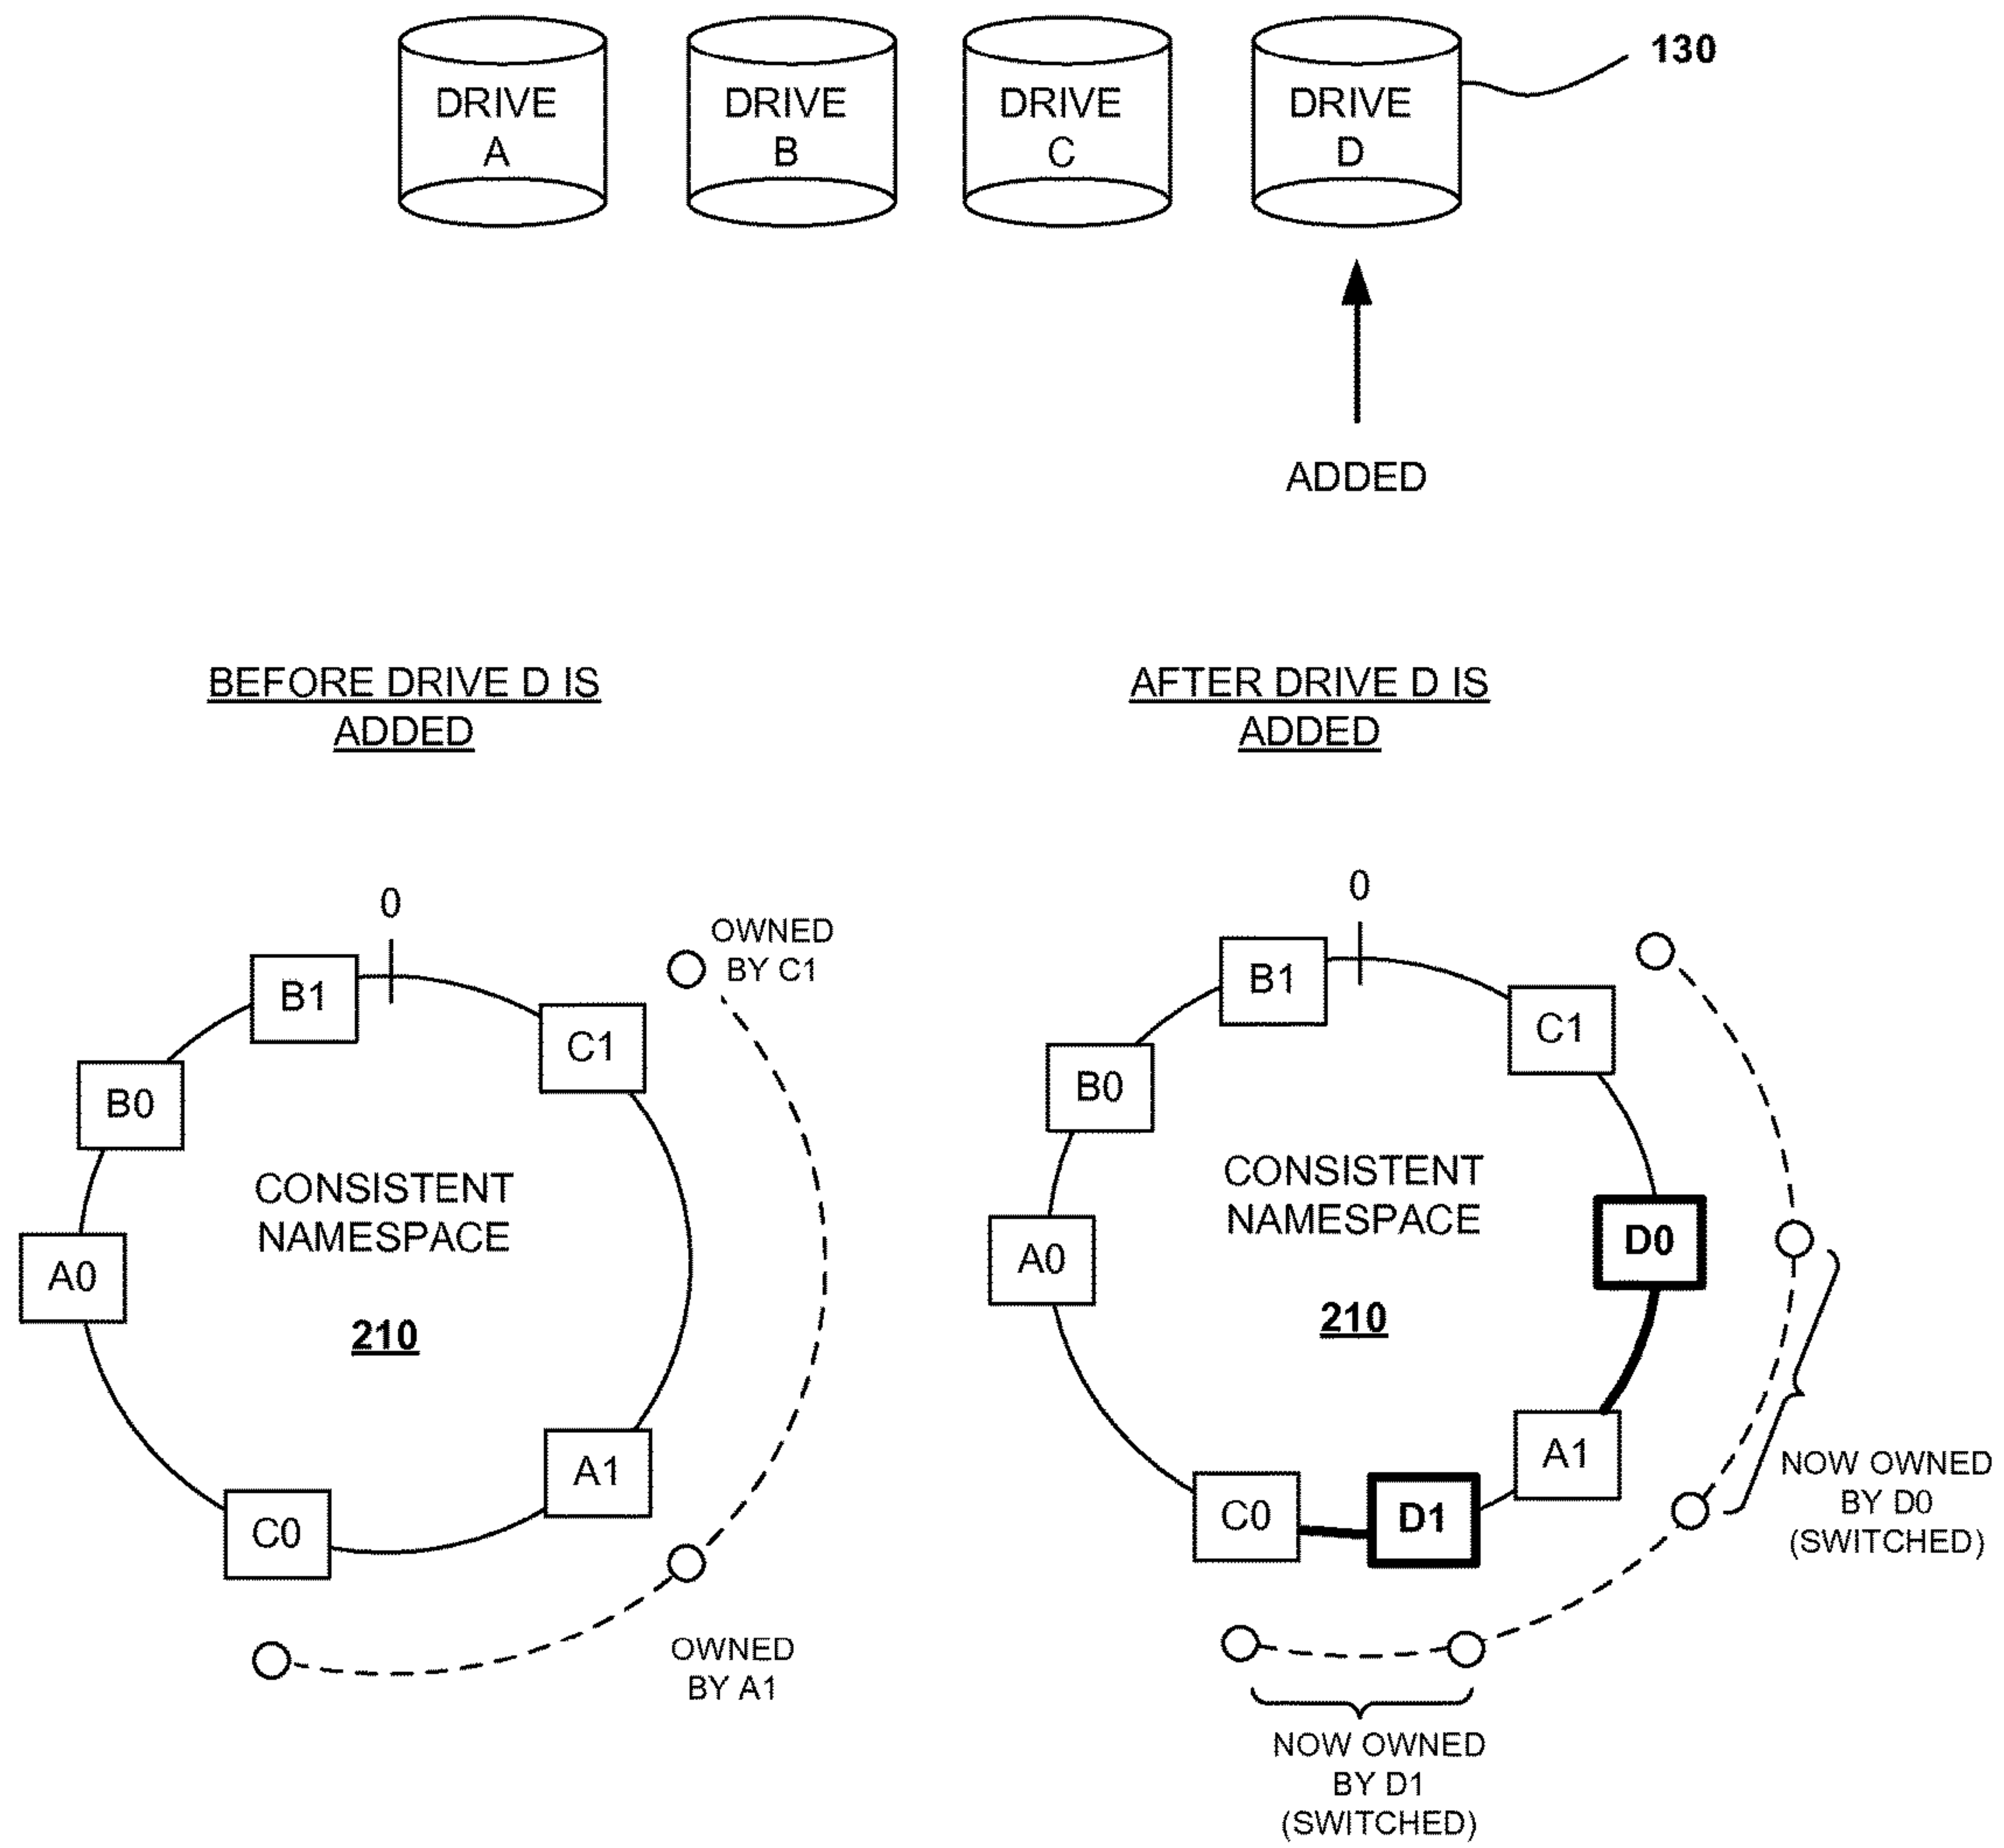 DRIVE
A
DRIVE
B
DRIVE
C
DRIVE
D
130
ADDED
BEFORE DRIVE D IS
ADDED
0
OWNED
BY C1
B1
C1
B0
CONSISTENT
NAMESPACE
A0
210
A1
C0
OWNED
BY A1
AFTER DRIVE D IS
ADDED
0
B1
C1
B0
CONSISTENT
NAMESPACE
D0
A0
210
A1
NOW OWNED
BY D0
(SWITCHED)
C0
D1
NOW OWNED
BY D1
(SWITCHED)